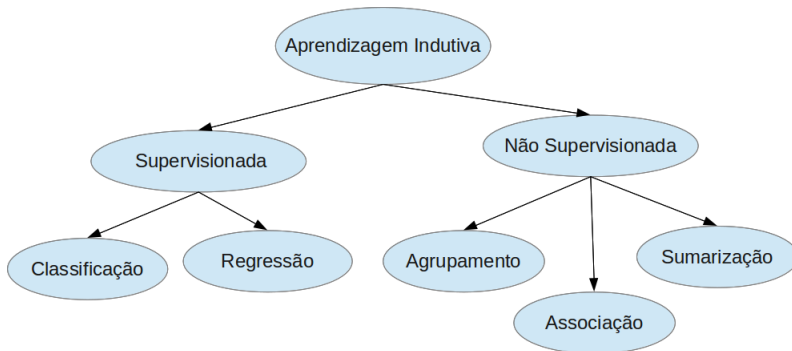 Aprendizagem Indutiva
Supervisionada
Não Supervisionada
Classificação
Regressão
Agrupamento
Sumarização
Associação